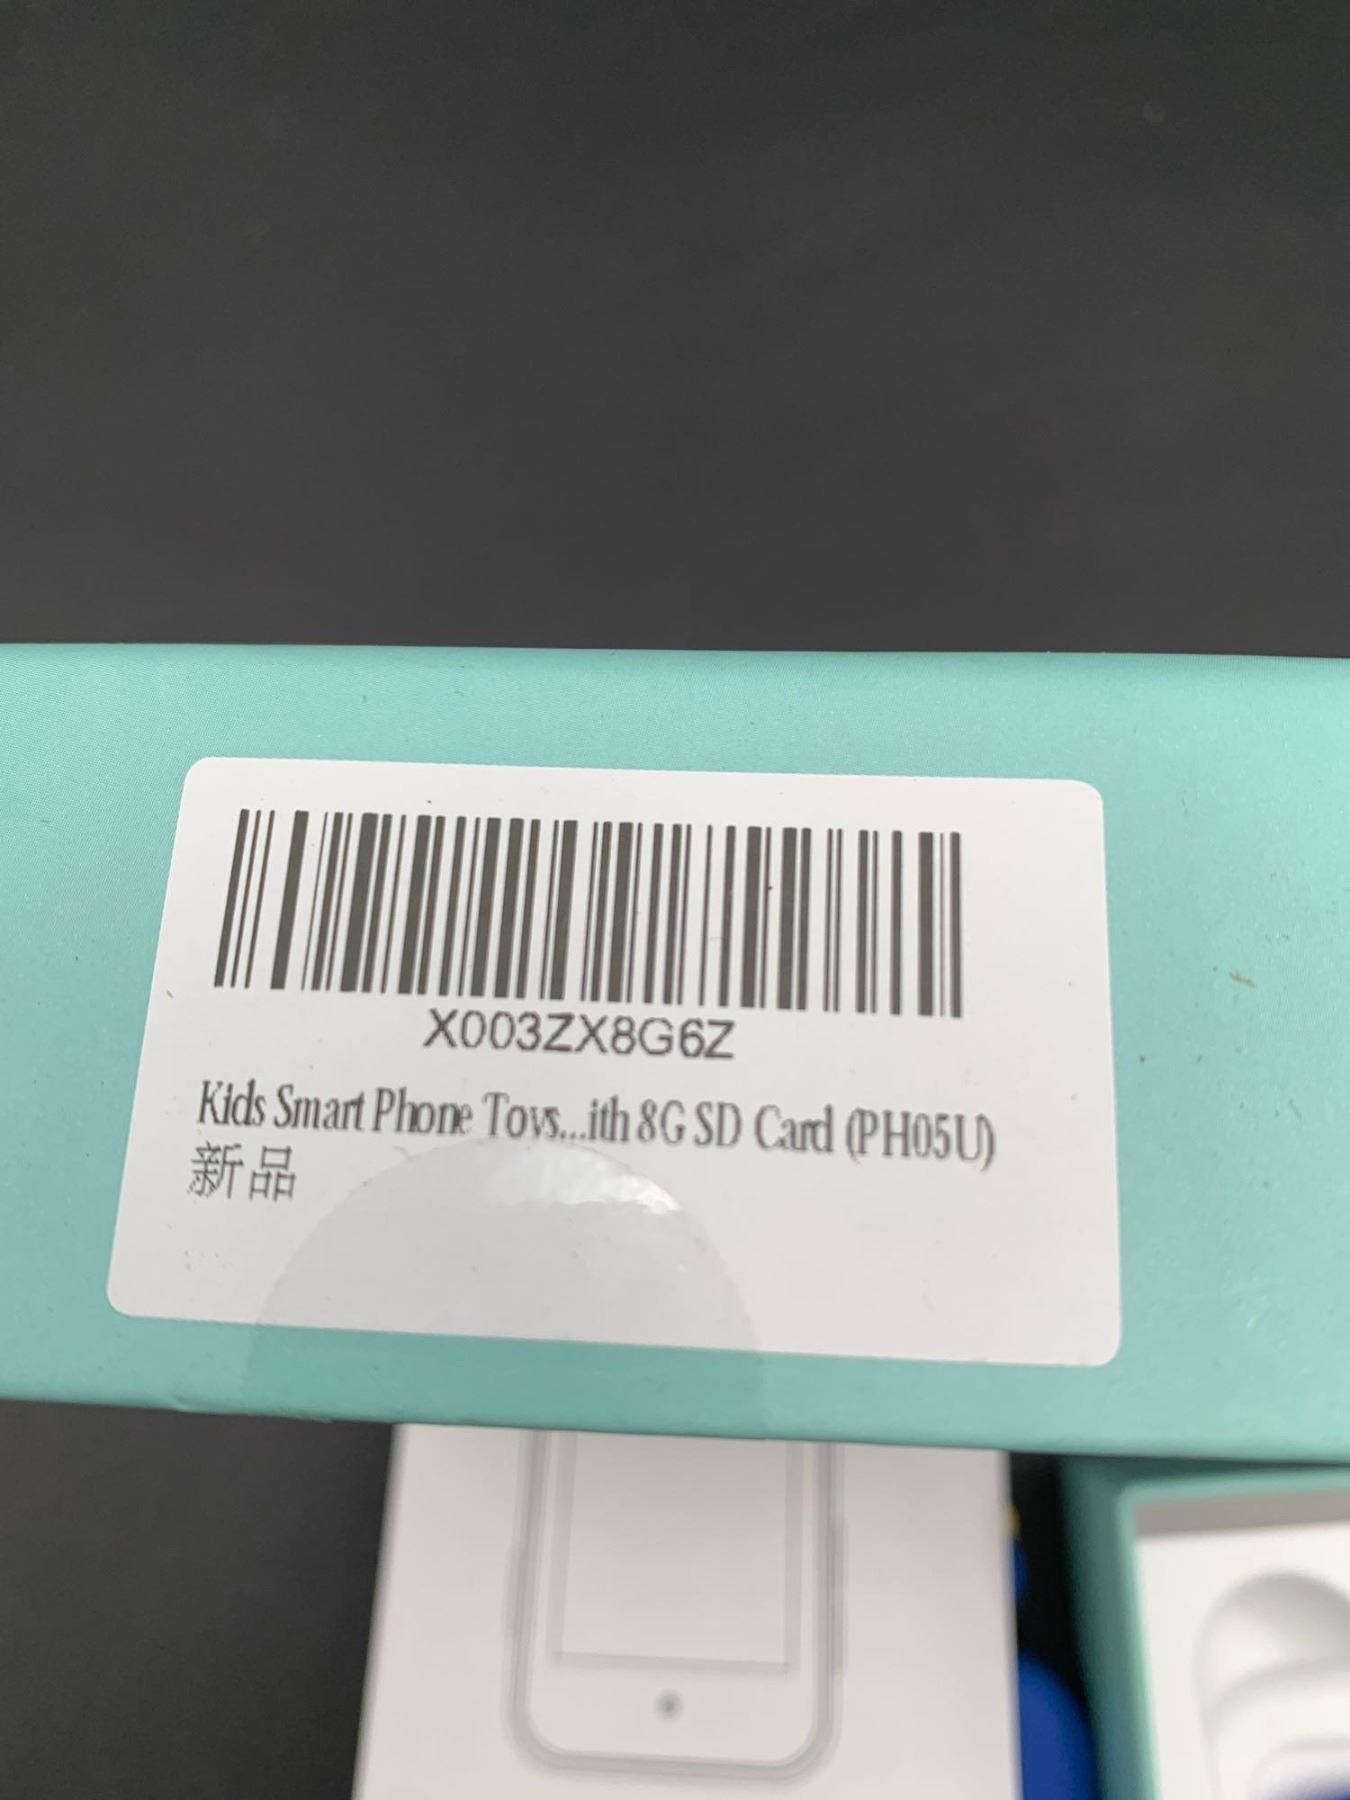 X003ZX8G6Z
Kids Smart Phone Toys...ith 8G SD Card (PH05U)
新品